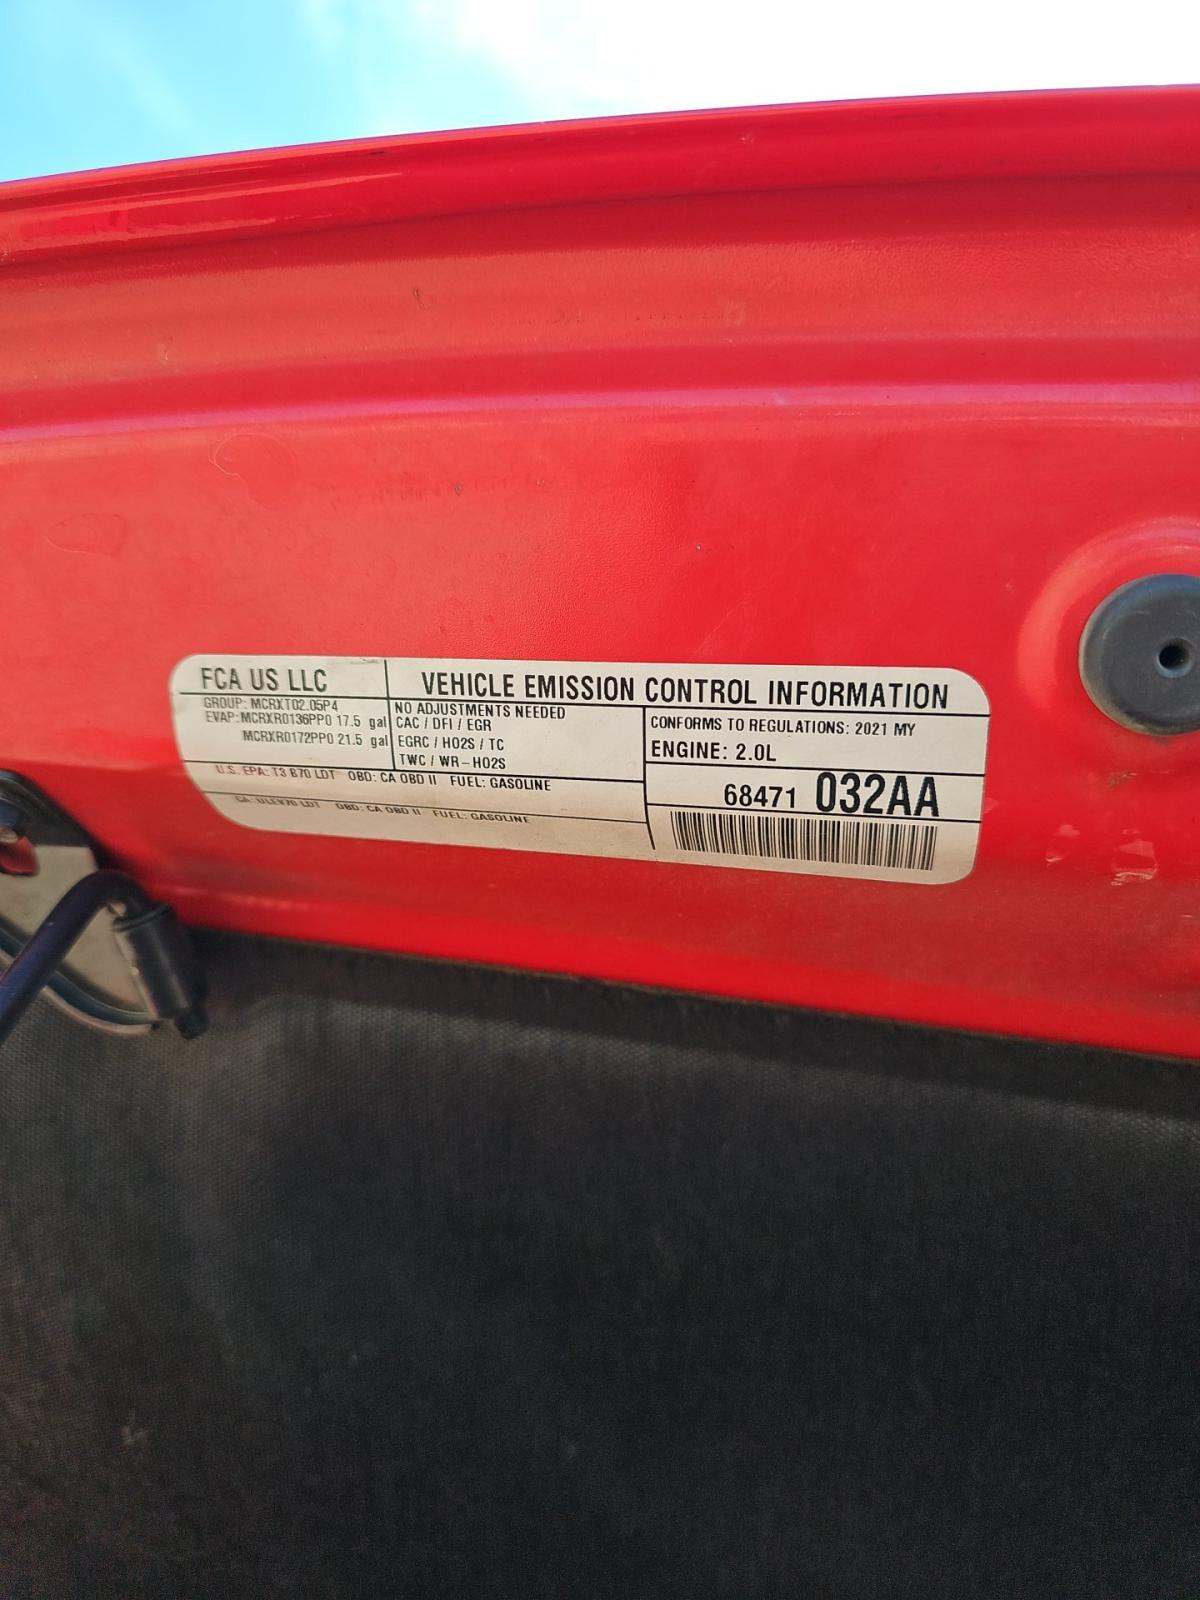 FCA US LLC
GROUP: MCRXT02.05P4
EVAP: MCRXR0136PP0 17.5 gal
MCRXR0172PP0 21.5 gal
VEHICLE EMISSION CONTROL INFORMATION
NO ADJUSTMENTS NEEDED
CAC / DFI / EGR
EGRC / HO2S / TC
TWC / WR-HO2S
CONFORMS TO REGULATIONS: 2021 MY
ENGINE: 2.0L
U.S. EPA: T3 B70 LDT OBD: CA OBD II FUEL: GASOLINE
CA: ULEV70 LDT OBD: CA OBD II FUEL: GASOLINE
68471 032AA